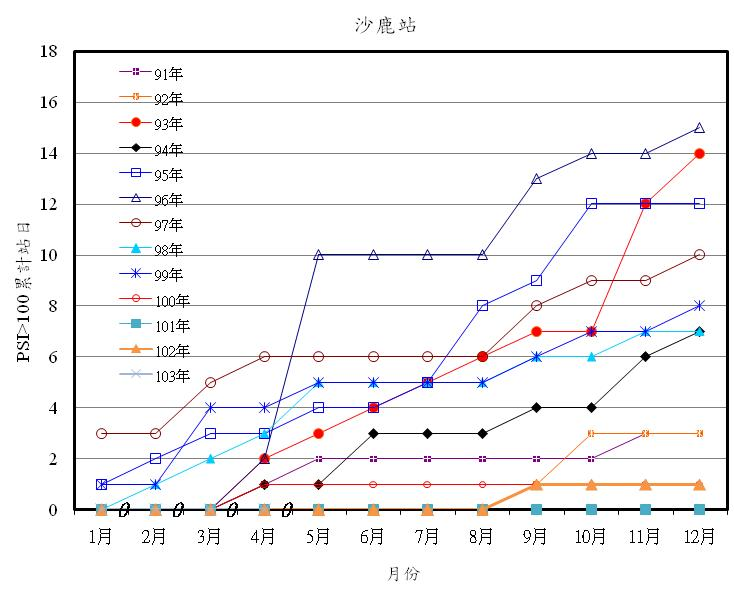 沙鹿站
PSI>100累計站日
18
16
14
12
10
8
6
4
2
0
91年
92年
93年
94年
95年
96年
97年
98年
99年
100年
101年
102年
103年
0 0 0 0
1月 2月 3月 4月 5月 6月 7月 8月 9月 10月 11月 12月
月份